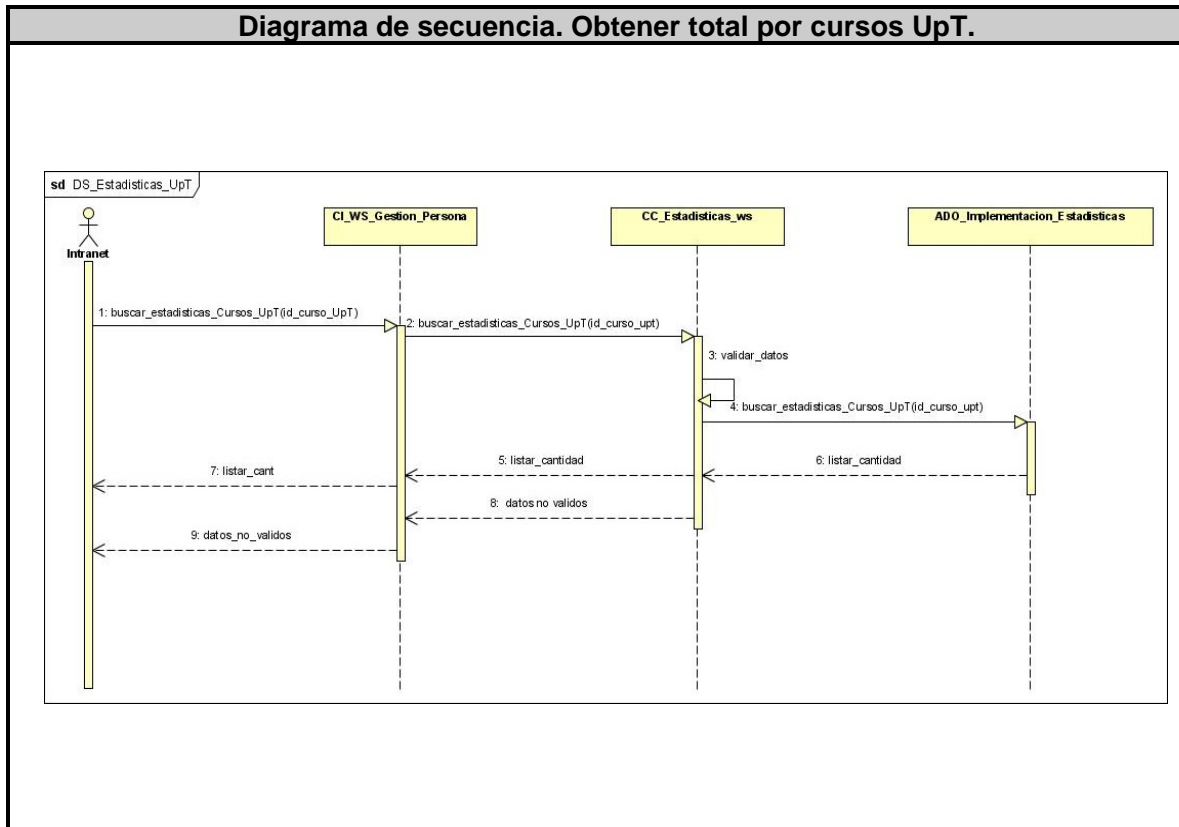 Diagrama de secuencia. Obtener total por cursos UpT.
sd DS_Estadisticas_UpT
Intranet
CI_WS_Gestion_Persona
CC_Estadisticas_ws
ADO_Implementacion_Estadisticas
1: buscar_estadisticas_Cursos_UpT(id_curso_UpT)
2: buscar_estadisticas_Cursos_UpT(id_curso_upt)
3: validar_datos
4: buscar_estadisticas_Cursos_UpT(id_curso_upt)
7: listar_cant
5: listar_cantidad
6: listar_cantidad
8: datos no validos
9: datos_no_validos